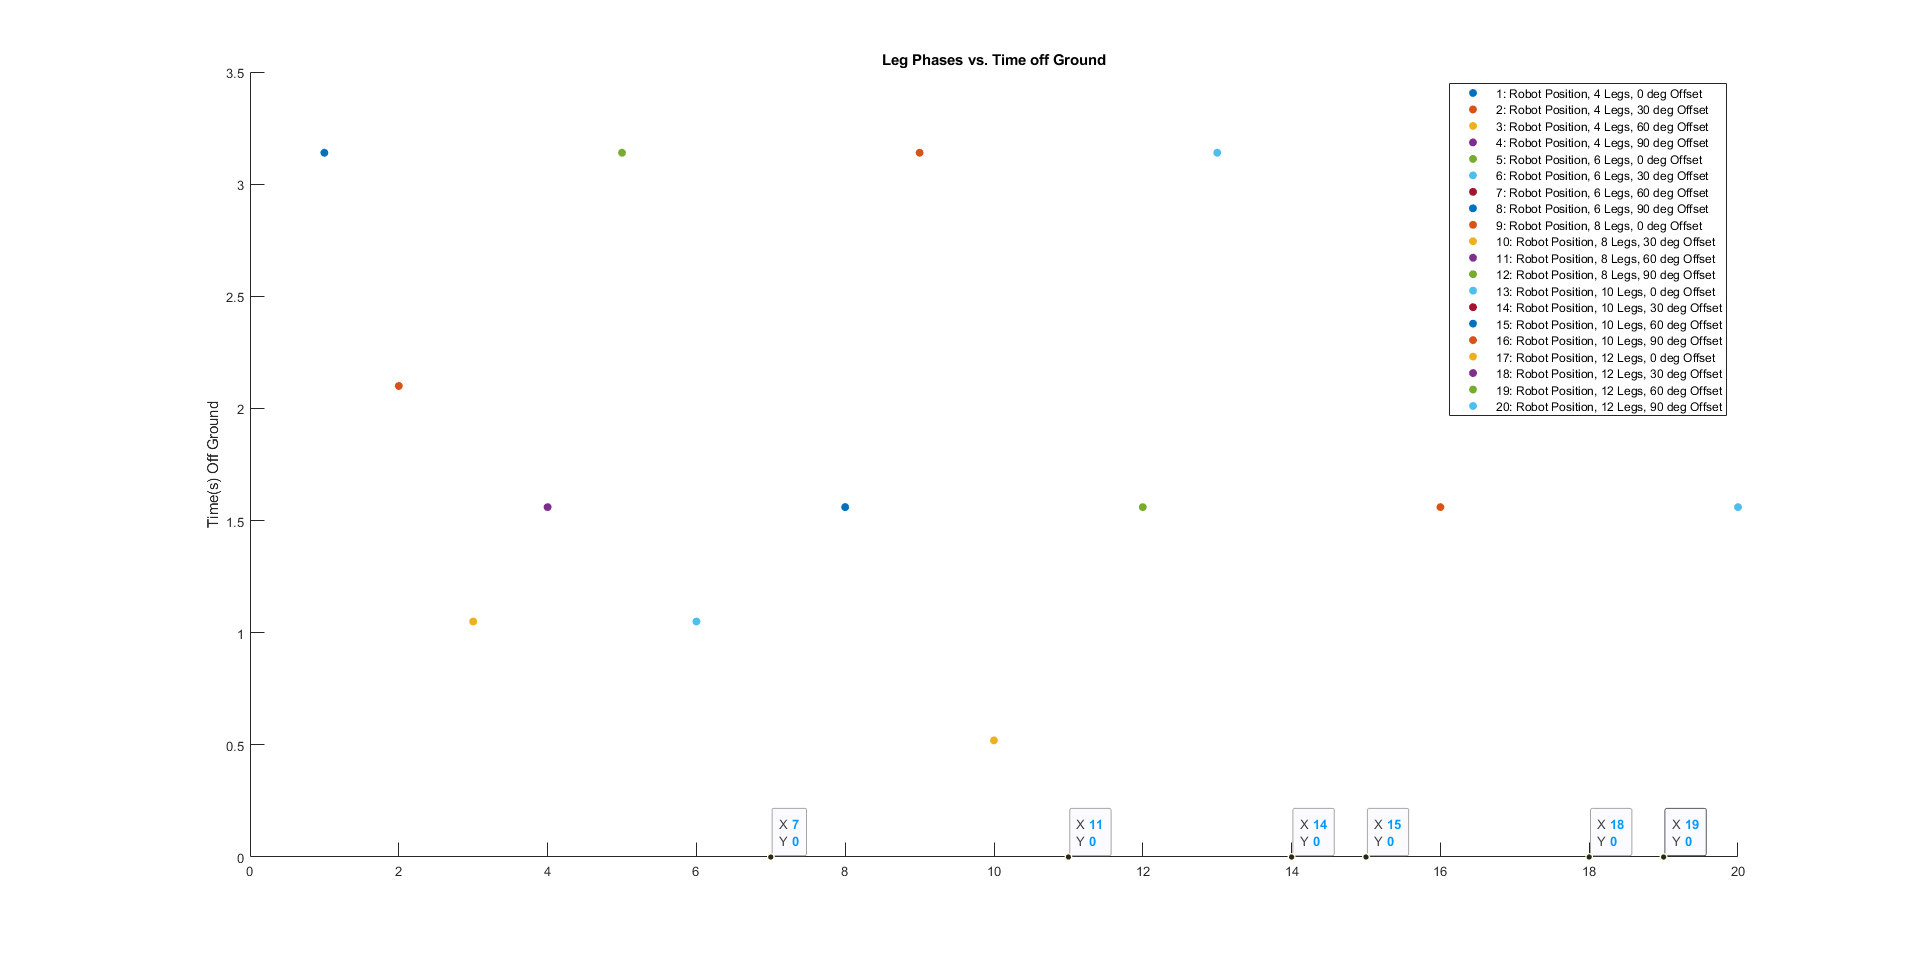 Leg Phases vs. Time off Ground
3.5
3
2.5
2
1.5
1
0.5
0
Time(s) Off Ground
1: Robot Position, 4 Legs, 0 deg Offset
2: Robot Position, 4 Legs, 30 deg Offset
3: Robot Position, 4 Legs, 60 deg Offset
4: Robot Position, 4 Legs, 90 deg Offset
5: Robot Position, 6 Legs, 0 deg Offset
6: Robot Position, 6 Legs, 30 deg Offset
7: Robot Position, 6 Legs, 60 deg Offset
8: Robot Position, 6 Legs, 90 deg Offset
9: Robot Position, 8 Legs, 0 deg Offset
10: Robot Position, 8 Legs, 30 deg Offset
11: Robot Position, 8 Legs, 60 deg Offset
12: Robot Position, 8 Legs, 90 deg Offset
13: Robot Position, 10 Legs, 0 deg Offset
14: Robot Position, 10 Legs, 30 deg Offset
15: Robot Position, 10 Legs, 60 deg Offset
16: Robot Position, 10 Legs, 90 deg Offset
17: Robot Position, 12 Legs, 0 deg Offset
18: Robot Position, 12 Legs, 30 deg Offset
19: Robot Position, 12 Legs, 60 deg Offset
20: Robot Position, 12 Legs, 90 deg Offset
X 7
Y 0
X 11
Y 0
X 14
Y 0
X 15
Y 0
X 18
Y 0
X 19
Y 0
0 2 4 6 8 10 12 14 16 18 20